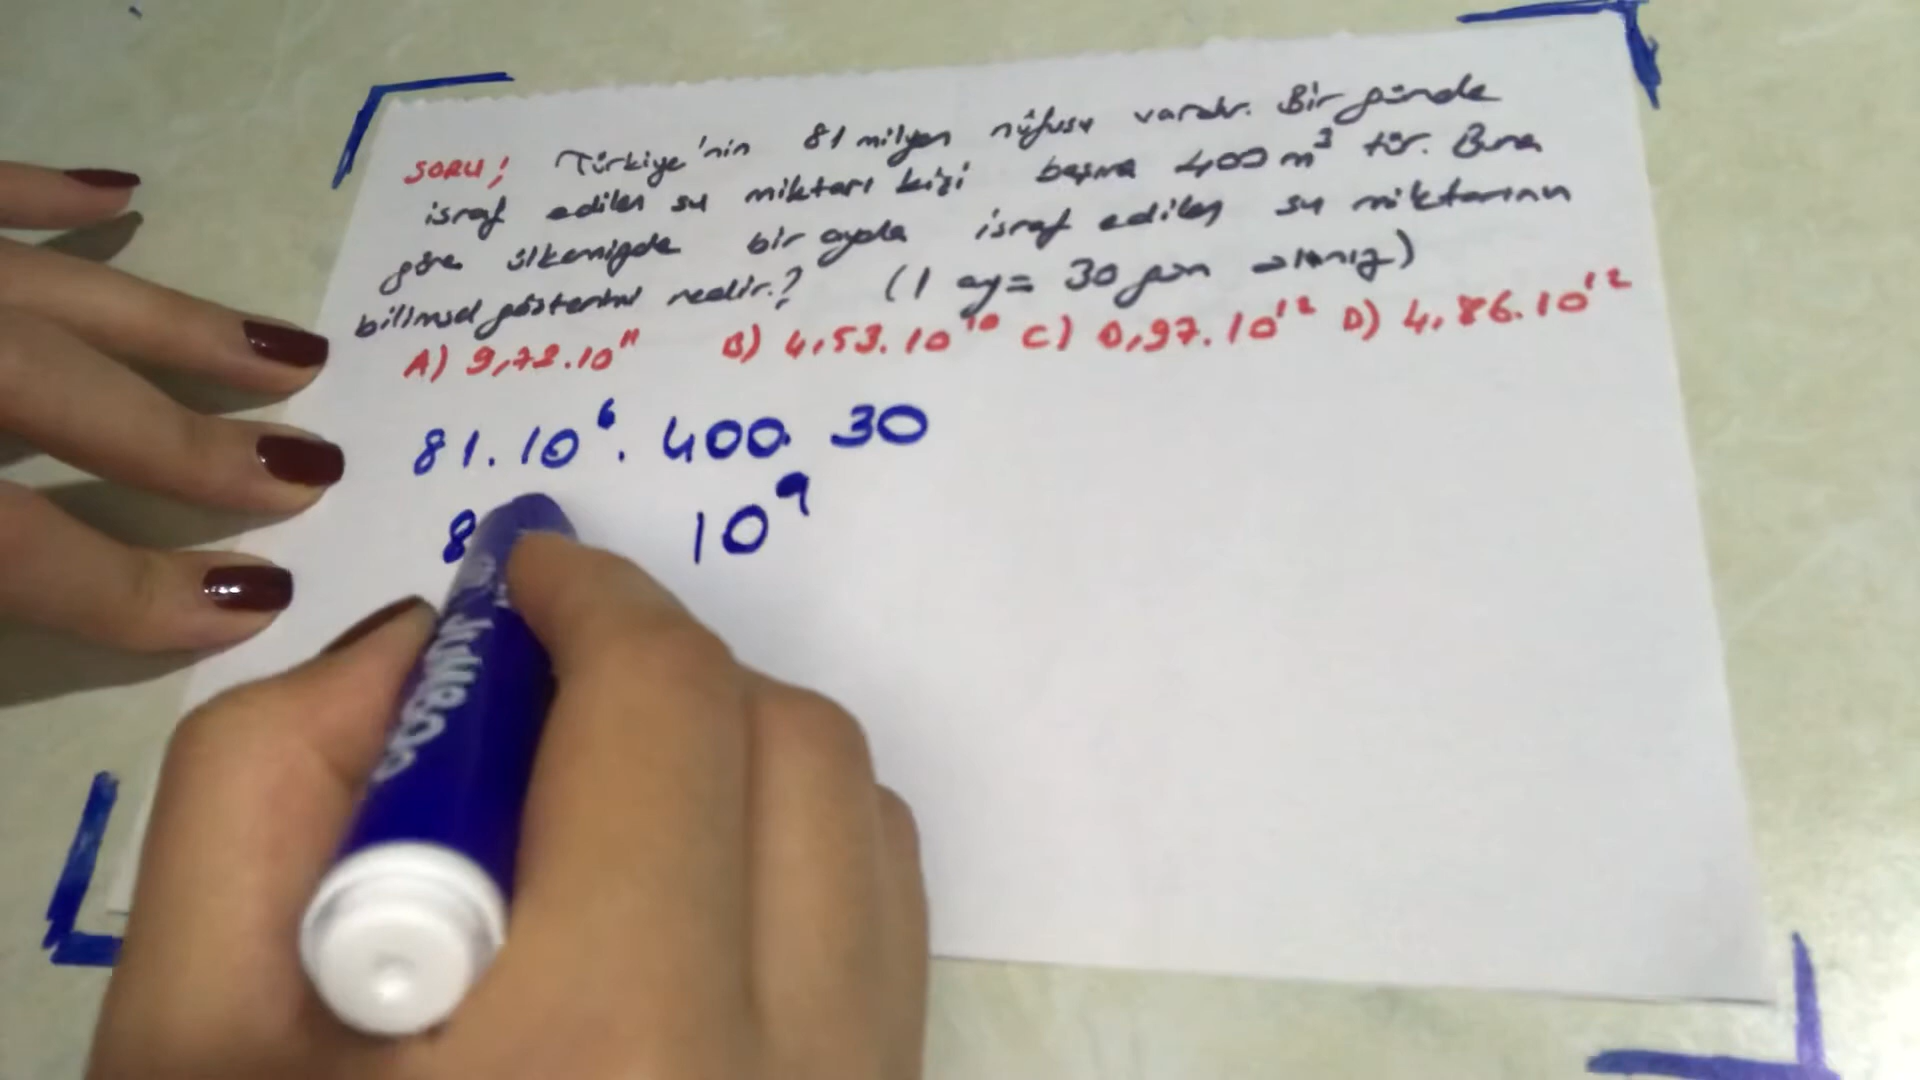 SORU! Türkiye'nin 81 milyon nüfusu vardır. Bir günde
israf edilen su miktarı kişi başına 400 m³ tür. Buna
göre ülkemizde bir ayda israf edilen su miktarının
bilimsel gösterimi nedir.? (1 ay = 30 gün alınız)
A) 9,72.10¹¹ B) 4,53.10¹⁰ C) 0,97.10¹² D) 4,86.10¹²
81.10⁶. 400. 30
8 10⁹